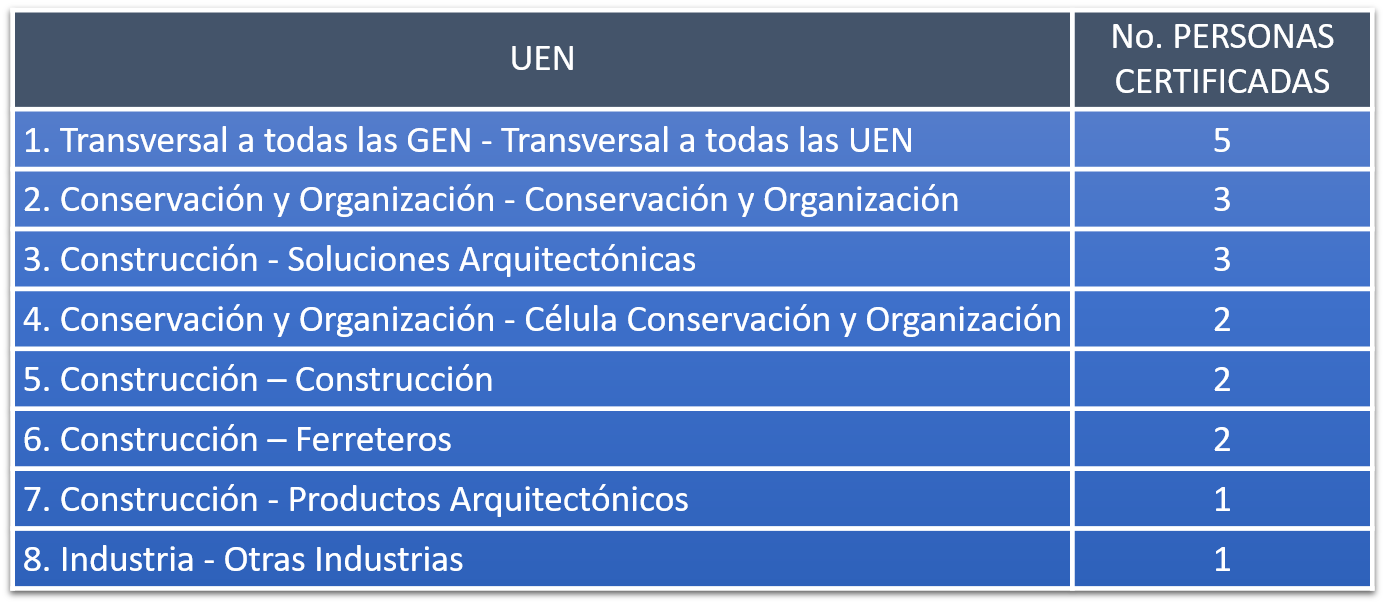 UEN
No. PERSONAS
CERTIFICADAS
1. Transversal a todas las GEN - Transversal a todas las UEN 5
2. Conservación y Organización - Conservación y Organización 3
3. Construcción - Soluciones Arquitectónicas 3
4. Conservación y Organización - Célula Conservación y Organización 2
5. Construcción – Construcción 2
6. Construcción – Ferreteros 2
7. Construcción - Productos Arquitectónicos 1
8. Industria - Otras Industrias 1